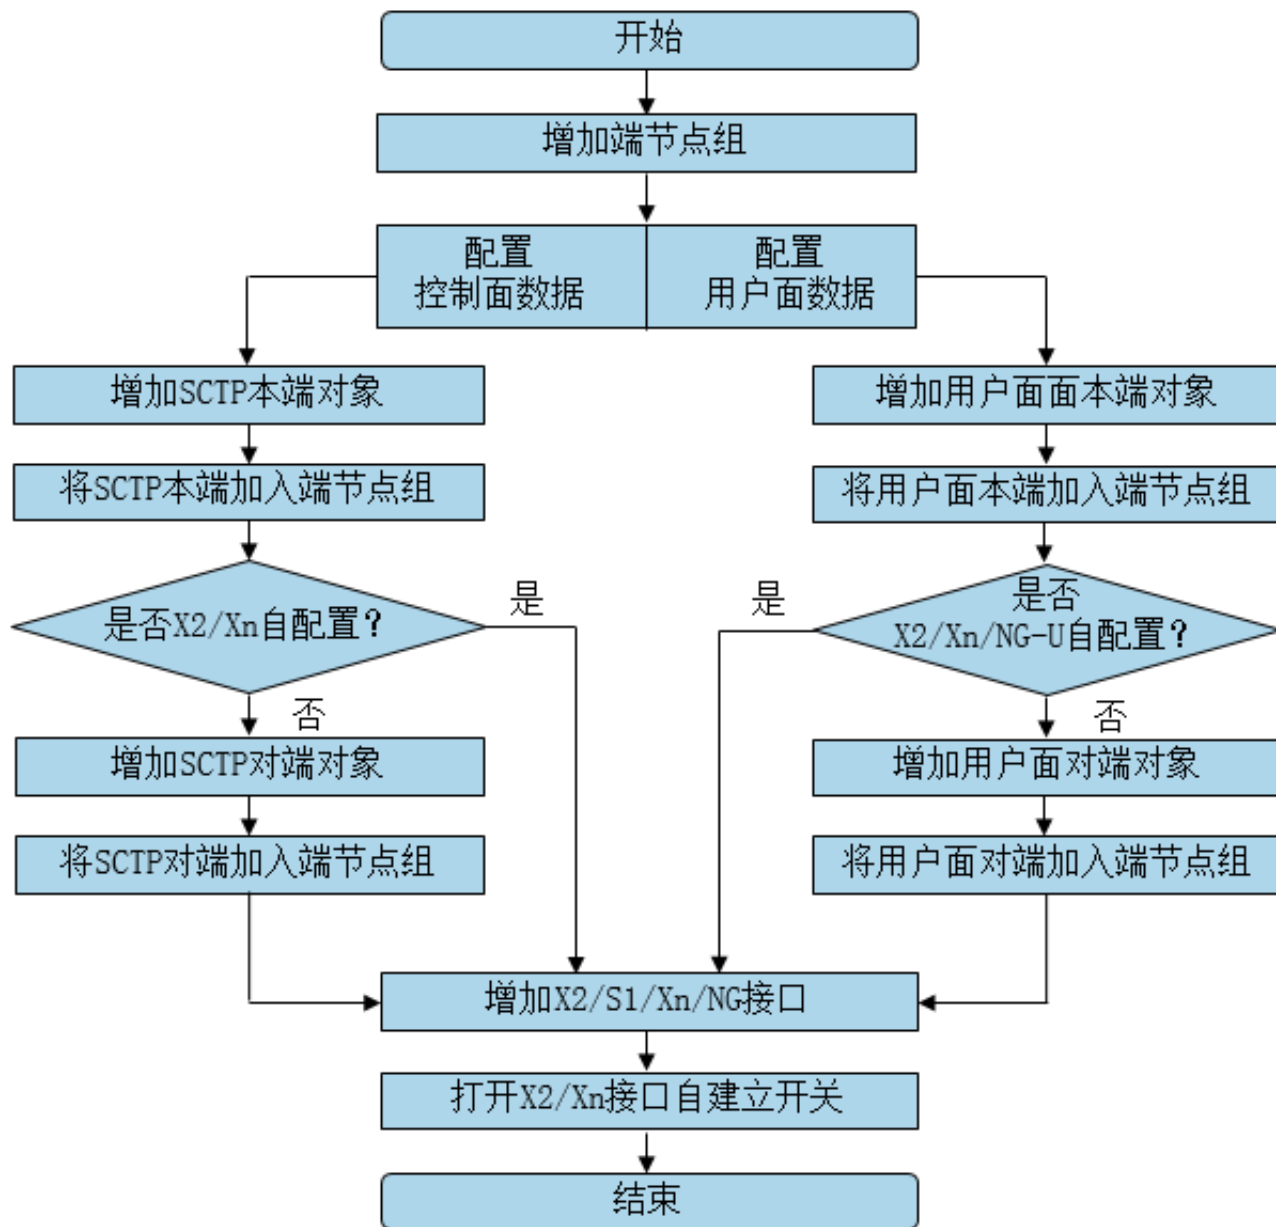 开始
增加端节点组
配置
控制面数据
配置
用户面数据
增加SCTP本端对象
将SCTP本端加入端节点组
是否X2/Xn自配置?
是
否
增加SCTP对端对象
将SCTP对端加入端节点组
增加用户面面本端对象
将用户面本端加入端节点组
是否
X2/Xn/NG-U自配置?
是
否
增加用户面对端对象
将用户面对端加入端节点组
增加X2/S1/Xn/NG接口
打开X2/Xn接口自建立开关
结束